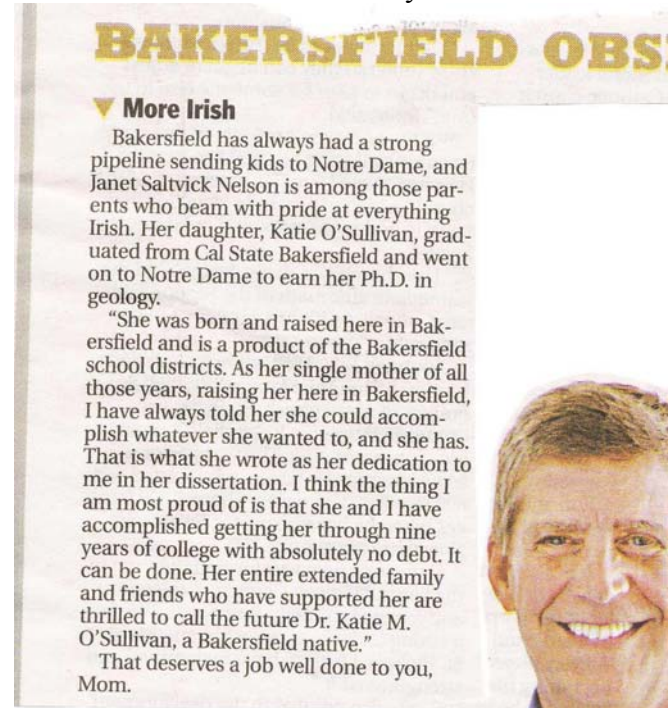 BAKERSFIELD OBS
More Irish
Bakersfield has always had a strong
pipeline sending kids to Notre Dame, and
Janet Saltvick Nelson is among those par-
ents who beam with pride at everything
Irish. Her daughter, Katie O'Sullivan, grad-
uated from Cal State Bakersfield and went
on to Notre Dame to earn her Ph.D. in
geology.
"She was born and raised here in Bak-
ersfield and is a product of the Bakersfield
school districts. As her single mother of all
those years, raising her here in Bakersfield,
I have always told her she could accom-
plish whatever she wanted to, and she has.
That is what she wrote as her dedication to
me in her dissertation. I think the thing I
am most proud of is that she and I have
accomplished getting her through nine
years of college with absolutely no debt. It
can be done. Her entire extended family
and friends who have supported her are
thrilled to call the future Dr. Katie M.
O'Sullivan, a Bakersfield native."
That deserves a job well done to you,
Mom.